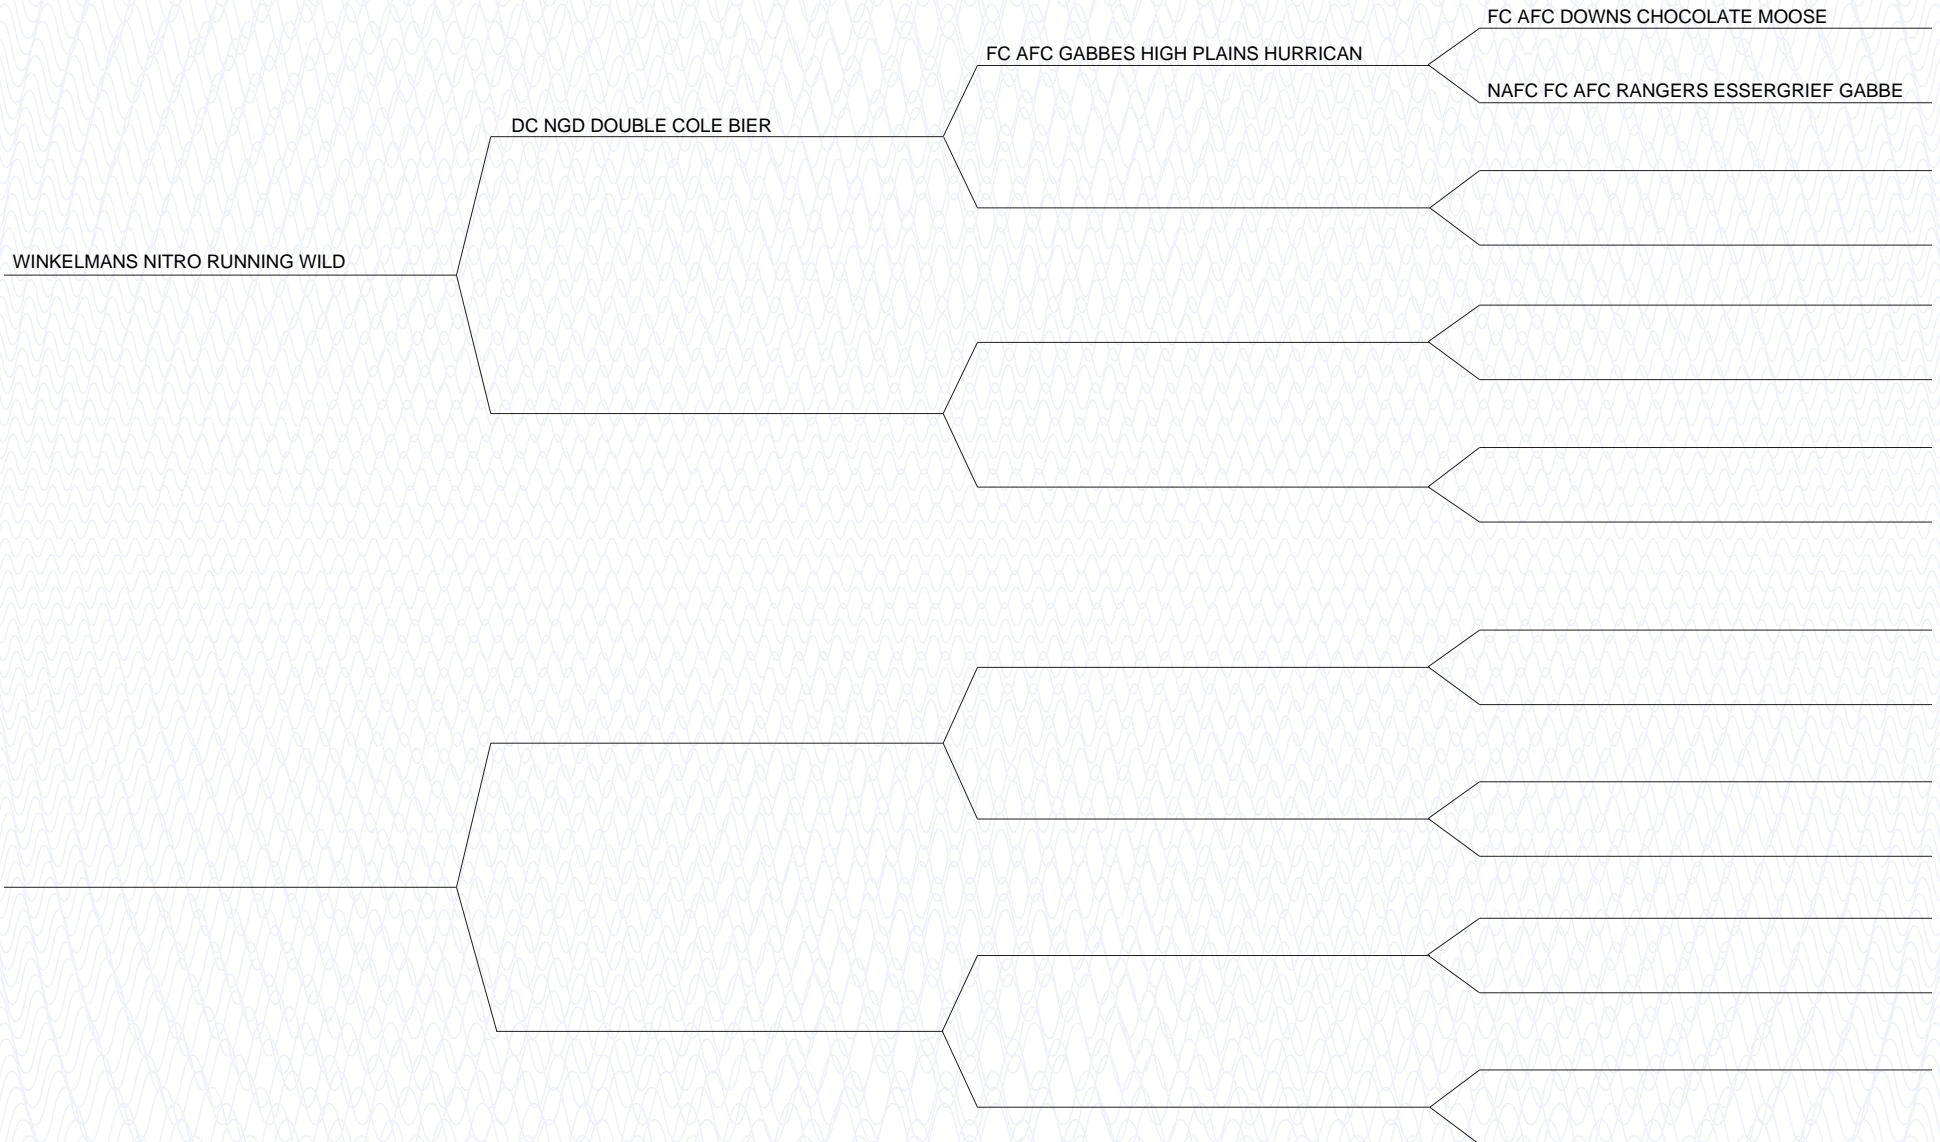 FC AFC DOWNS CHOCOLATE MOOSE
FC AFC GABBES HIGH PLAINS HURRICAN
NAFC FC AFC RANGERS ESSERGRIEF GABBE
DC NGD DOUBLE COLE BIER
WINKELMANS NITRO RUNNING WILD